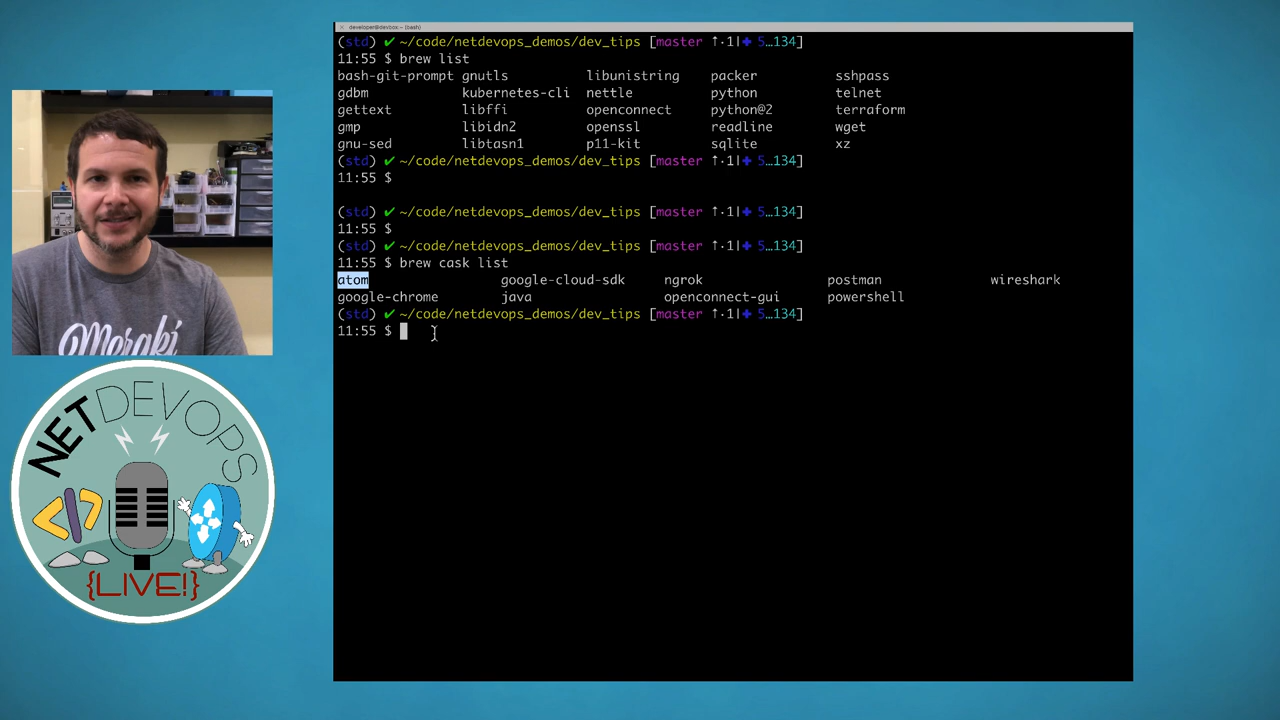 developer@devbox: ~ (bash)
(std) ✔ ~/code/netdevops_demos/dev_tips [master ↑·1|✚ 5…134]
11:55 $ brew list
bash-git-prompt gnutls libunistring packer sshpass
gdbm kubernetes-cli nettle python telnet
gettext libffi openconnect python@2 terraform
gmp libidn2 openssl readline wget
gnu-sed libtasn1 p11-kit sqlite xz
(std) ✔ ~/code/netdevops_demos/dev_tips [master ↑·1|✚ 5…134]
11:55 $
(std) ✔ ~/code/netdevops_demos/dev_tips [master ↑·1|✚ 5…134]
11:55 $
(std) ✔ ~/code/netdevops_demos/dev_tips [master ↑·1|✚ 5…134]
11:55 $ brew cask list
atom google-cloud-sdk ngrok postman wireshark
google-chrome java openconnect-gui powershell
(std) ✔ ~/code/netdevops_demos/dev_tips [master ↑·1|✚ 5…134]
11:55 $
Meraki
NETDEVOPS
</>
{LIVE!}